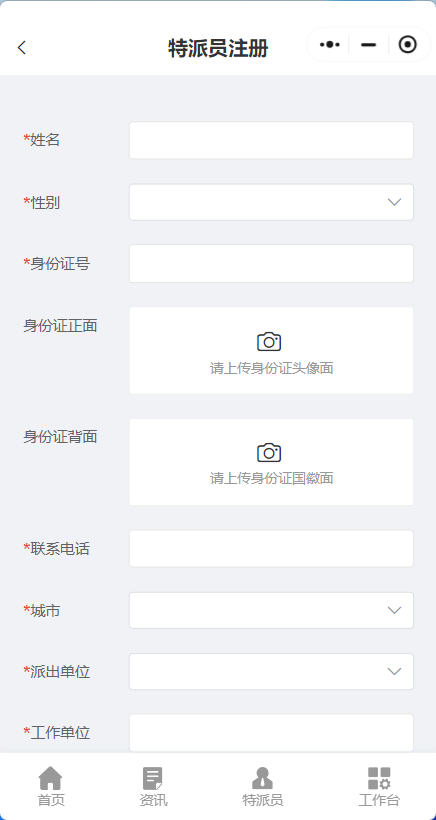 特派员注册
*姓名
*性别
*身份证号
身份证正面
请上传身份证头像面
身份证背面
请上传身份证国徽面
*联系电话
*城市
*派出单位
*工作单位
首页 资讯 特派员 工作台